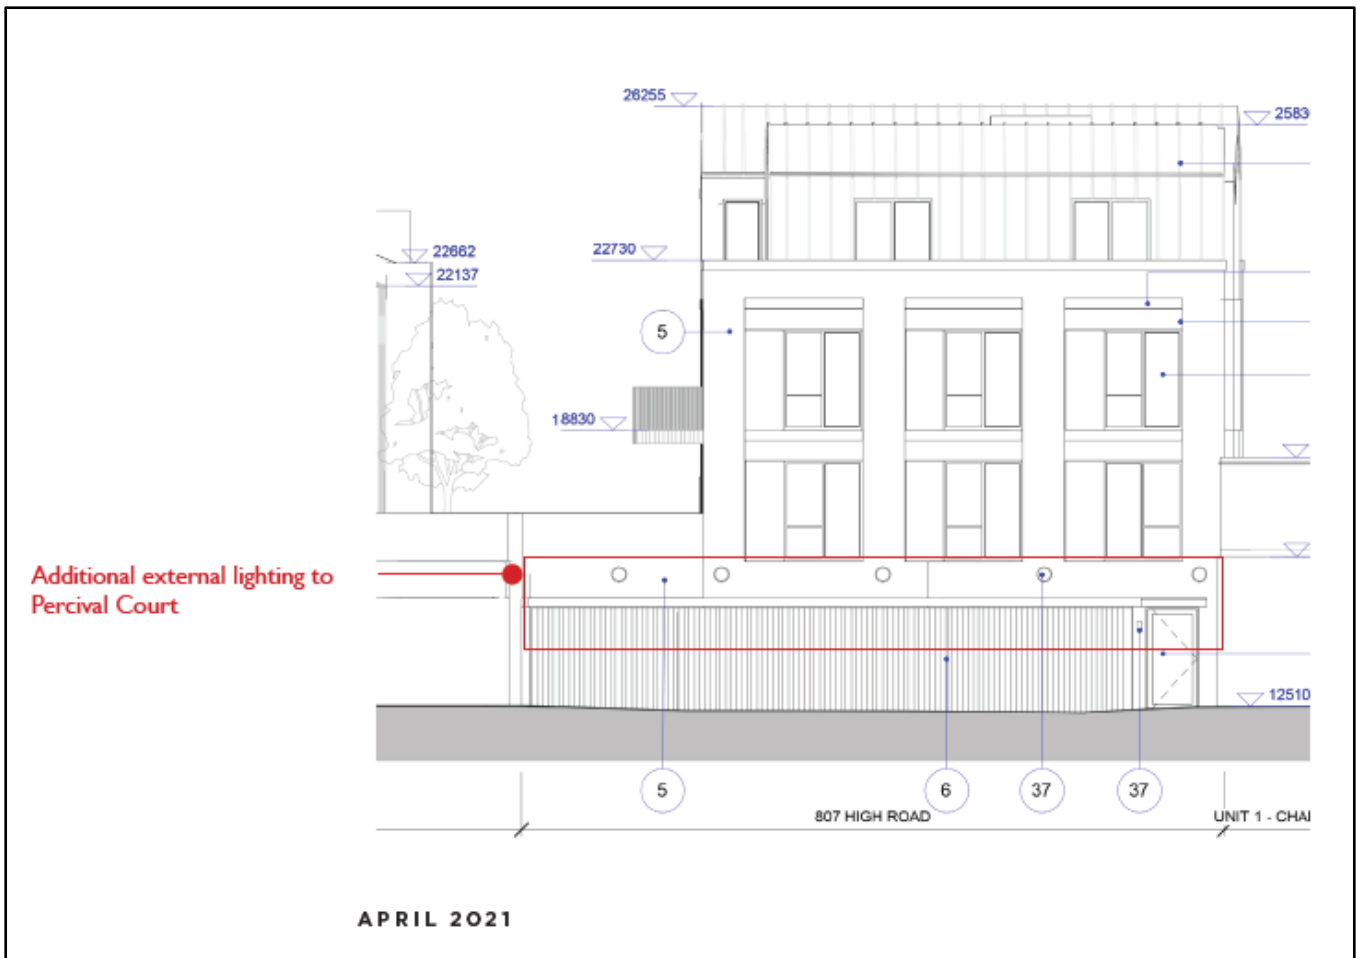 26255
2583
22662
22730
22137
5
18830
Additional external lighting to
Percival Court
12510
5
6
37
37
807 HIGH ROAD
UNIT 1 - CHAI
APRIL 2021